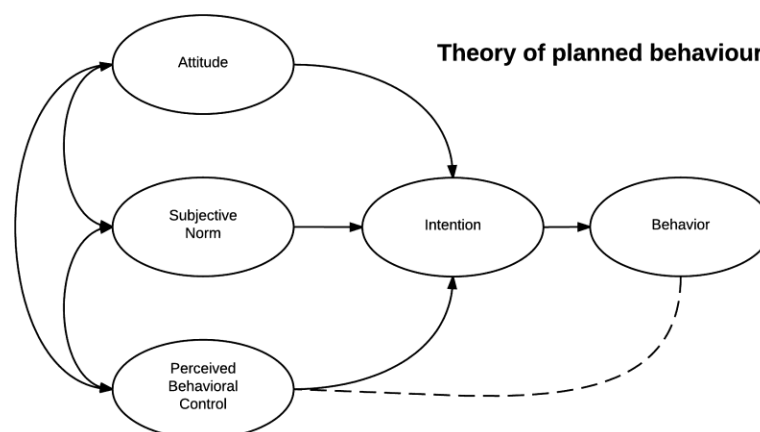 Theory of planned behaviour
Attitude
Subjective
Norm
Intention
Behavior
Perceived
Behavioral
Control